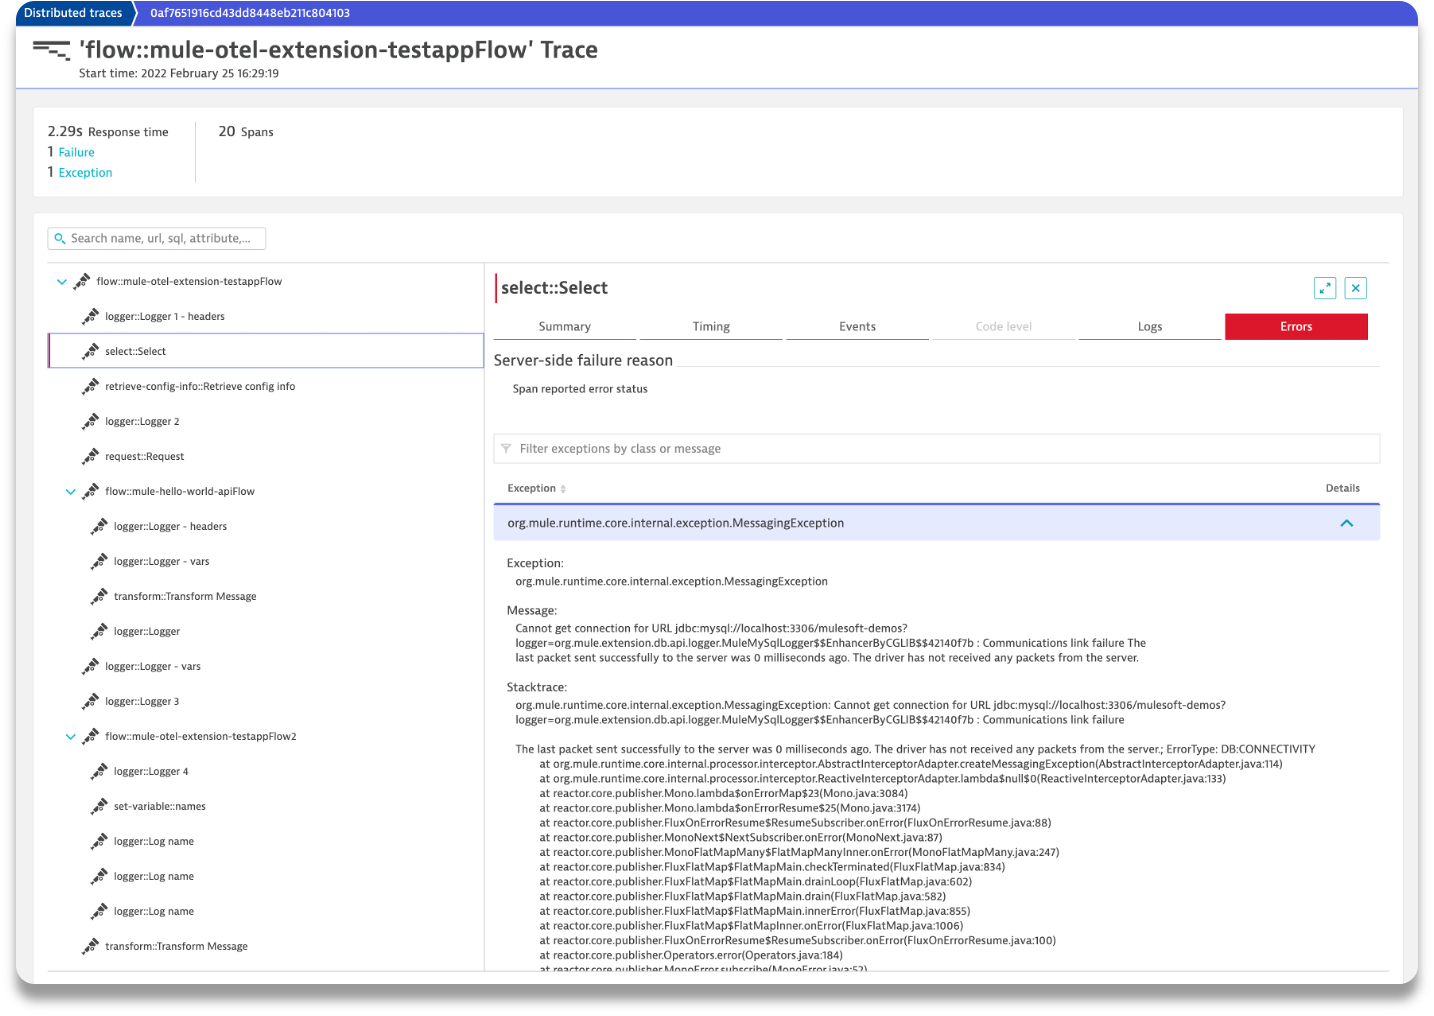 Distributed traces 0af7651916cd43dd8448eb211c804103
'flow::mule-otel-extension-testappFlow' Trace
Start time: 2022 February 25 16:29:19
2.29s Response time
1 Failure
1 Exception
20 Spans
Search name, url, sql, attribute,...
flow::mule-otel-extension-testappFlow
logger::Logger 1 - headers
select::Select
retrieve-config-info::Retrieve config info
logger::Logger 2
request::Request
flow::mule-hello-world-apiFlow
logger::Logger - headers
logger::Logger - vars
transform::Transform Message
logger::Logger
logger::Logger - vars
logger::Logger 3
flow::mule-otel-extension-testappFlow2
logger::Logger 4
set-variable::names
logger::Log name
logger::Log name
logger::Log name
transform::Transform Message
select::Select
Summary Timing Events Code level Logs Errors
Server-side failure reason
Span reported error status
Filter exceptions by class or message
Exception Details
org.mule.runtime.core.internal.exception.MessagingException
Exception:
org.mule.runtime.core.internal.exception.MessagingException
Message:
Cannot get connection for URL jdbc:mysql://localhost:3306/mulesoft-demos?
logger=org.mule.extension.db.api.logger.MuleMySqlLogger$$EnhancerByCGLIB$$42140f7b : Communications link failure The
last packet sent successfully to the server was 0 milliseconds ago. The driver has not received any packets from the server.
Stacktrace:
org.mule.runtime.core.internal.exception.MessagingException: Cannot get connection for URL jdbc:mysql://localhost:3306/mulesoft-demos?
logger=org.mule.extension.db.api.logger.MuleMySqlLogger$$EnhancerByCGLIB$$42140f7b : Communications link failure
The last packet sent successfully to the server was 0 milliseconds ago. The driver has not received any packets from the server.; ErrorType: DB:CONNECTIVITY
at org.mule.runtime.core.internal.processor.interceptor.AbstractInterceptorAdapter.createMessagingException(AbstractInterceptorAdapter.java:114)
at org.mule.runtime.core.internal.processor.interceptor.ReactiveInterceptorAdapter.lambda$null$0(ReactiveInterceptorAdapter.java:133)
at reactor.core.publisher.Mono.lambda$onErrorMap$23(Mono.java:3084)
at reactor.core.publisher.Mono.lambda$onErrorResume$25(Mono.java:3174)
at reactor.core.publisher.FluxOnErrorResume$ResumeSubscriber.onError(FluxOnErrorResume.java:88)
at reactor.core.publisher.MonoNext$NextSubscriber.onError(MonoNext.java:87)
at reactor.core.publisher.MonoFlatMapMany$FlatMapManyInner.onError(MonoFlatMapMany.java:247)
at reactor.core.publisher.FluxFlatMap$FlatMapMain.checkTerminated(FluxFlatMap.java:834)
at reactor.core.publisher.FluxFlatMap$FlatMapMain.drainLoop(FluxFlatMap.java:602)
at reactor.core.publisher.FluxFlatMap$FlatMapMain.drain(FluxFlatMap.java:582)
at reactor.core.publisher.FluxFlatMap$FlatMapMain.innerError(FluxFlatMap.java:855)
at reactor.core.publisher.FluxFlatMap$FlatMapInner.onError(FluxFlatMap.java:1006)
at reactor.core.publisher.FluxOnErrorResume$ResumeSubscriber.onError(FluxOnErrorResume.java:100)
at reactor.core.publisher.Operators.error(Operators.java:184)
at reactor.core.publisher.MonoError.subscribe(MonoError.java:52)